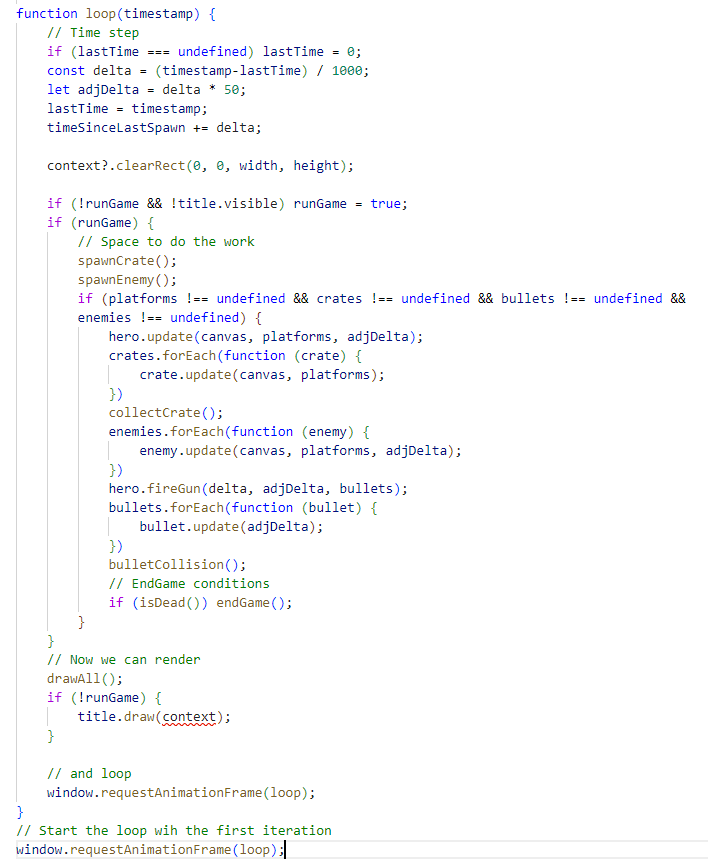 function loop(timestamp) {
    // Time step
    if (lastTime === undefined) lastTime = 0;
    const delta = (timestamp-lastTime) / 1000;
    let adjDelta = delta * 50;
    lastTime = timestamp;
    timeSinceLastSpawn += delta;

    context?.clearRect(0, 0, width, height);

    if (!runGame && !title.visible) runGame = true;
    if (runGame) {
        // Space to do the work
        spawnCrate();
        spawnEnemy();
        if (platforms !== undefined && crates !== undefined && bullets !== undefined &&
        enemies !== undefined) {
            hero.update(canvas, platforms, adjDelta);
            crates.forEach(function (crate) {
                crate.update(canvas, platforms);
            })
            collectCrate();
            enemies.forEach(function (enemy) {
                enemy.update(canvas, platforms, adjDelta);
            })
            hero.fireGun(delta, adjDelta, bullets);
            bullets.forEach(function (bullet) {
                bullet.update(adjDelta);
            })
            bulletCollision();
            // EndGame conditions
            if (isDead()) endGame();
        }
    }
    // Now we can render
    drawAll();
    if (!runGame) {
        title.draw(context);
    }

    // and loop
    window.requestAnimationFrame(loop);
}
// Start the loop wih the first iteration
window.requestAnimationFrame(loop);